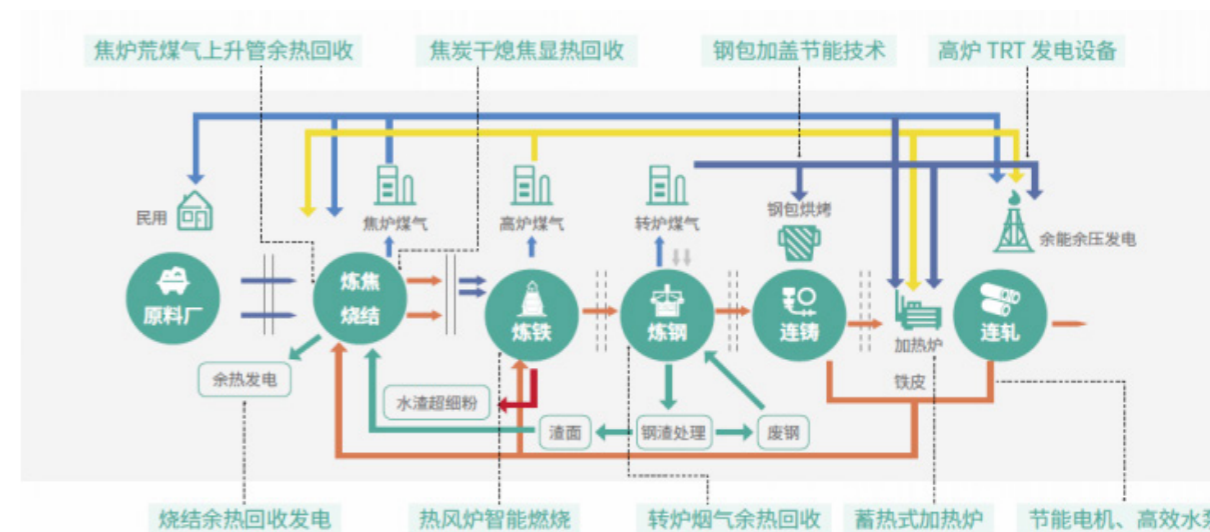 焦炉荒煤气上升管余热回收
焦炭干熄焦显热回收
钢包加盖节能技术
高炉 TRT 发电设备
民用
焦炉煤气
高炉煤气
转炉煤气
钢包烘烤
余能余压发电
原料厂
炼焦
烧结
炼铁
炼钢
连铸
加热炉
连轧
余热发电
水渣超细粉
铁皮
渣面
钢渣处理
废钢
烧结余热回收发电
热风炉智能燃烧
转炉烟气余热回收
蓄热式加热炉
节能电机、高效水泵